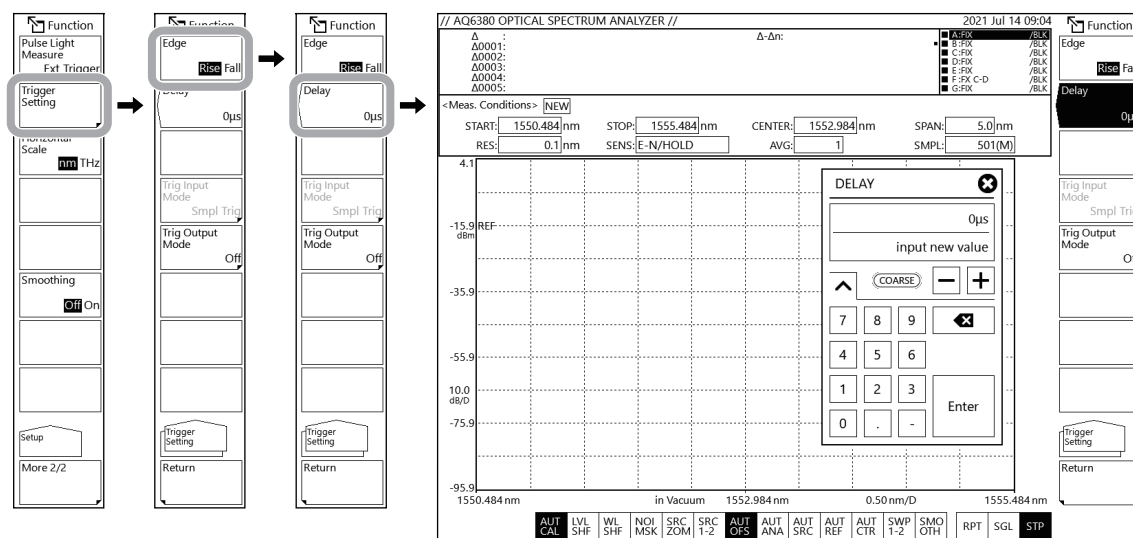 Function
Pulse Light
Measure
Ext Trigger
Trigger
Setting
Horizontal
Scale
nm THz
Smoothing
Off On
Setup
More 2/2
Function
Edge
Rise Fall
Delay
0µs
Trig Input
Mode
Smpl Trig
Trig Output
Mode
Off
Trigger
Setting
Return
Function
Edge
Rise Fall
Delay
0µs
Trig Input
Mode
Smpl Trig
Trig Output
Mode
Off
Trigger
Setting
Return
// AQ6380 OPTICAL SPECTRUM ANALYZER // 2021 Jul 14 09:04
Δ : Δ-Δn:
Δ0001:
Δ0002:
Δ0003:
Δ0004:
Δ0005:
A:FIX /BLK
B:FIX /BLK
C:FIX /BLK
D:FIX /BLK
E:FIX /BLK
F:FX C-D /BLK
G:FIX /BLK
<Meas. Conditions> NEW
START: 1550.484 nm STOP: 1555.484 nm CENTER: 1552.984 nm SPAN: 5.0 nm
RES: 0.1 nm SENS: E-N/HOLD AVG: 1 SMPL: 501(M)
4.1
-15.9 REF
dBm
-35.9
-55.9
10.0
dB/D
-75.9
-95.9
1550.484 nm in Vacuum 1552.984 nm 0.50 nm/D 1555.484 nm
DELAY
0µs
input new value
COARSE
7 8 9
4 5 6
1 2 3
Enter
0 . -
AUT CAL
LVL SHF
WL SHF
NOI MSK
SRC ZOM
SRC 1-2
AUT OFS
AUT ANA
AUT SRC
AUT REF
AUT CTR
SWP 1-2
SMO OTH
RPT SGL STP
Function
Edge
Rise Fa
Delay
0µ
Trig Input
Mode
Smpl Tri
Trig Output
Mode
O
Trigger
Setting
Return